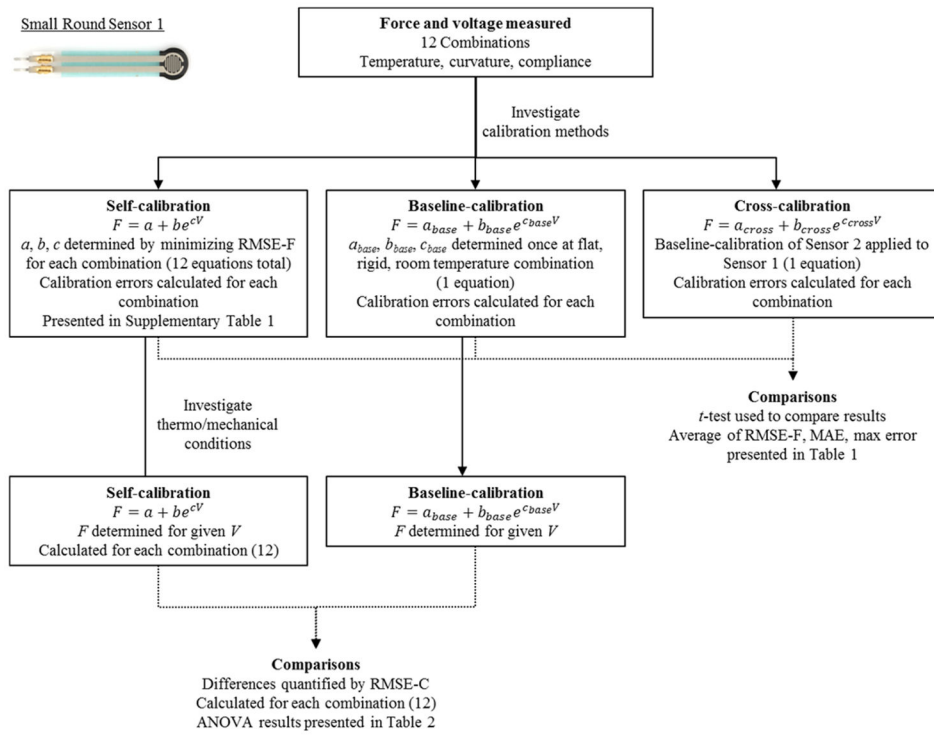 Small Round Sensor 1
Force and voltage measured
12 Combinations
Temperature, curvature, compliance
Investigate
calibration methods
Self-calibration
F = a + be^{cV}
a, b, c determined by minimizing RMSE-F
for each combination (12 equations total)
Calibration errors calculated for each
combination
Presented in Supplementary Table 1
Baseline-calibration
F = a_{base} + b_{base}e^{c_{base}V}
a_{base}, b_{base}, c_{base} determined once at flat,
rigid, room temperature combination
(1 equation)
Calibration errors calculated for each
combination
Cross-calibration
F = a_{cross} + b_{cross}e^{c_{cross}V}
Baseline-calibration of Sensor 2 applied to
Sensor 1 (1 equation)
Calibration errors calculated for each
combination
Investigate
thermo/mechanical
conditions
Comparisons
t-test used to compare results
Average of RMSE-F, MAE, max error
presented in Table 1
Self-calibration
F = a + be^{cV}
F determined for given V
Calculated for each combination (12)
Baseline-calibration
F = a_{base} + b_{base}e^{c_{base}V}
F determined for given V
Comparisons
Differences quantified by RMSE-C
Calculated for each combination (12)
ANOVA results presented in Table 2